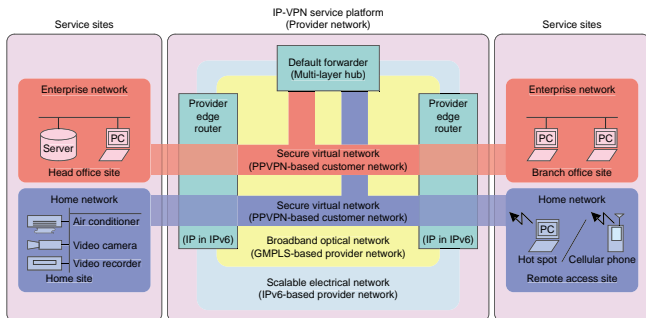 IP-VPN service platform
(Provider network)
Service sites
Service sites
Default forwarder
(Multi-layer hub)
Enterprise network
Server
PC
Head office site
Provider
edge
router
Provider
edge
router
Enterprise network
PC
PC
Branch office site
Secure virtual network
(PPVPN-based customer network)
Home network
Air conditioner
Video camera
Video recorder
Home site
Secure virtual network
(PPVPN-based customer network)
Home network
PC
Hot spot
Cellular phone
Remote access site
(IP in IPv6)
(IP in IPv6)
Broadband optical network
(GMPLS-based provider network)
Scalable electrical network
(IPv6-based provider network)